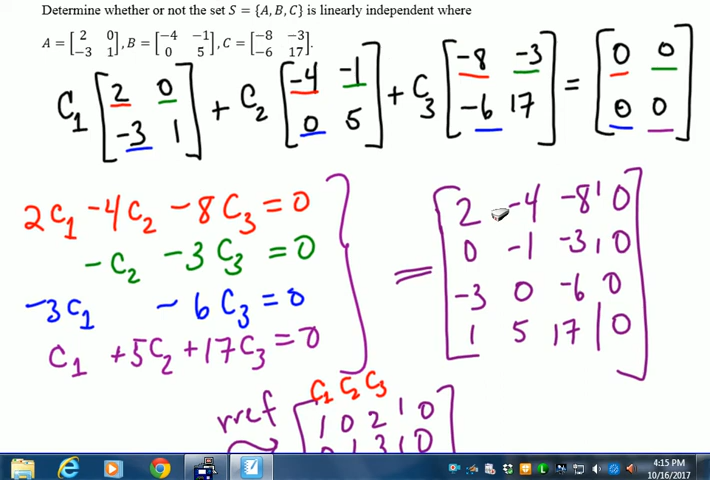 Determine whether or not the set S = {A, B, C} is linearly independent where
A = [2 0; -3 1], B = [-4 -1; 0 5], C = [-8 -3; -6 17].
C1 [2 0; -3 1] + C2 [-4 -1; 0 5] + C3 [-8 -3; -6 17] = [0 0; 0 0]
2C1 -4C2 -8C3 = 0
-C2 -3C3 = 0
-3C1 -6C3 = 0
C1 +5C2 +17C3 = 0
= [2 -4 -8 | 0
0 -1 -3 | 0
-3 0 -6 0
1 5 17 | 0]
C1 C2 C3
rref [1 0 2 | 0
0 1 3 | 0
4:15 PM
10/16/2017